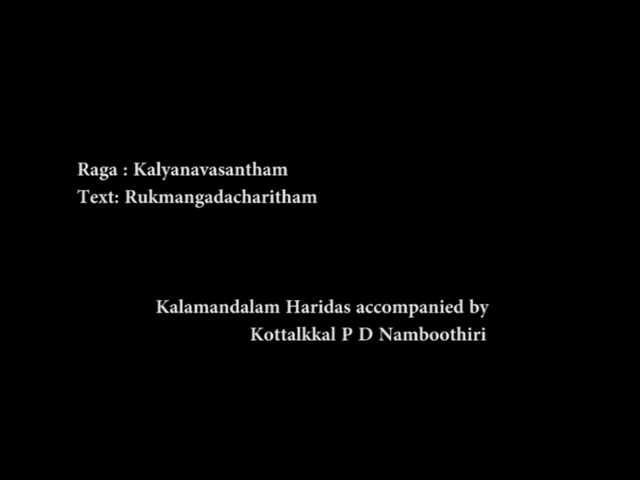 Raga : Kalyanavasantham
Text: Rukmangadacharitham
Kalamandalam Haridas accompanied by
Kottalkkal P D Namboothiri